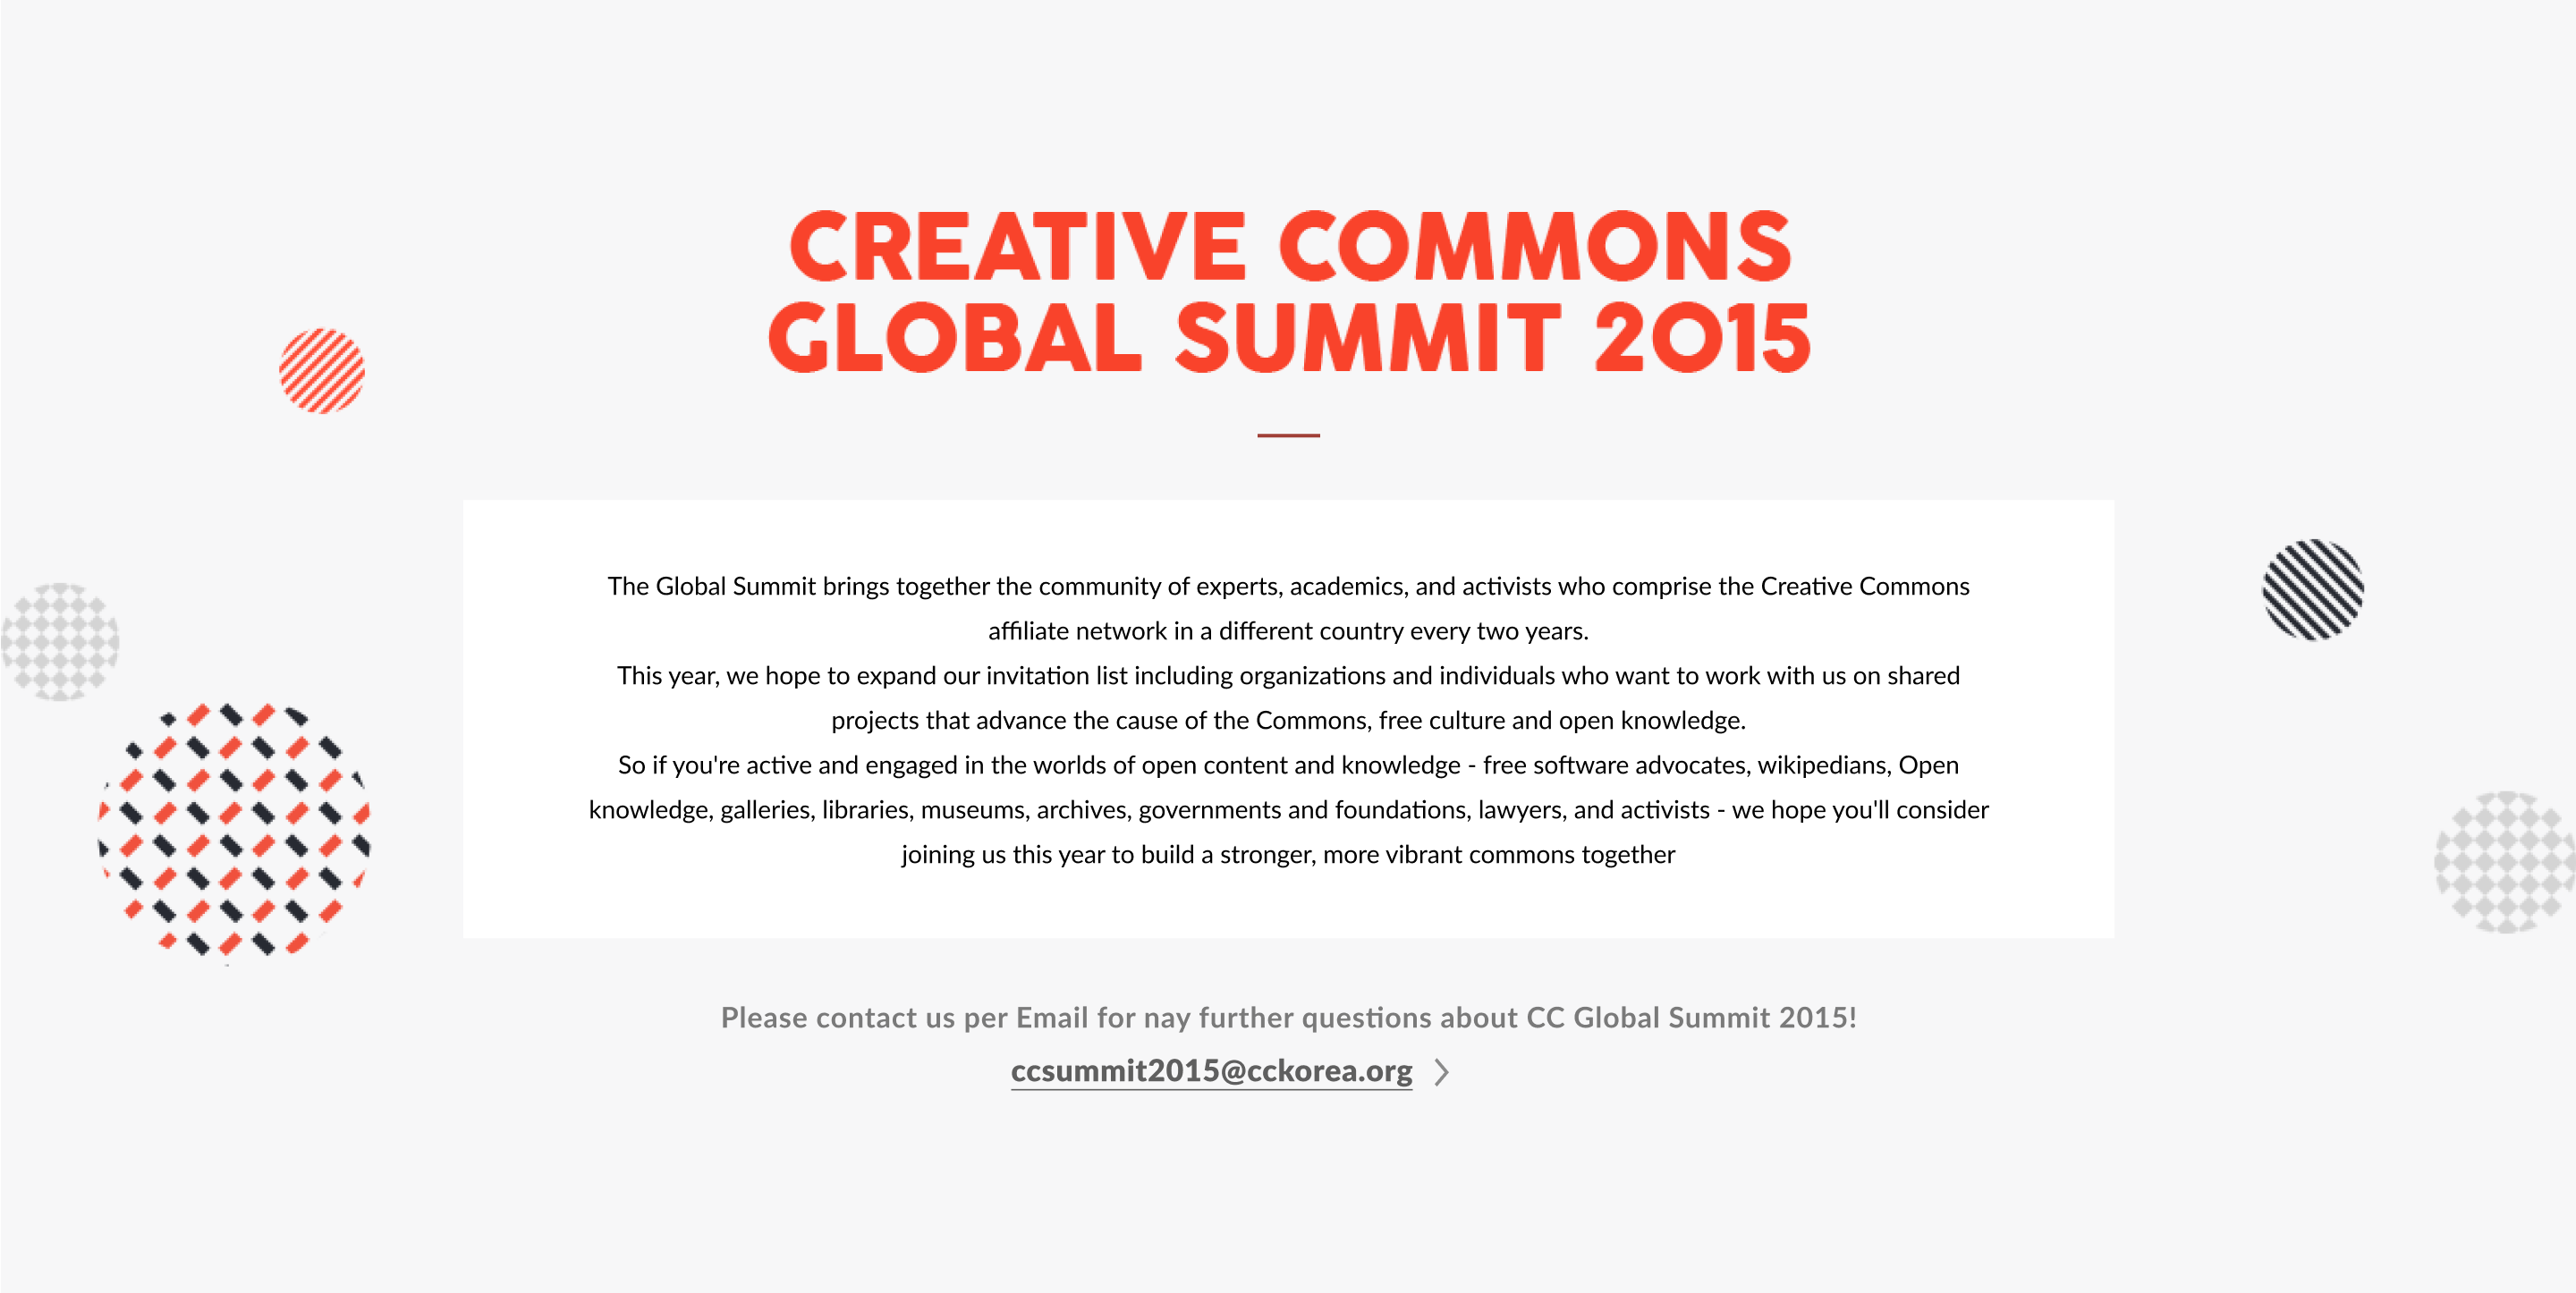 CREATIVE COMMONS
GLOBAL SUMMIT 2015
The Global Summit brings together the community of experts, academics, and activists who comprise the Creative Commons
affiliate network in a different country every two years.
This year, we hope to expand our invitation list including organizations and individuals who want to work with us on shared
projects that advance the cause of the Commons, free culture and open knowledge.
So if you're active and engaged in the worlds of open content and knowledge - free software advocates, wikipedians, Open
knowledge, galleries, libraries, museums, archives, governments and foundations, lawyers, and activists - we hope you'll consider
joining us this year to build a stronger, more vibrant commons together
Please contact us per Email for nay further questions about CC Global Summit 2015!
ccsummit2015@cckorea.org